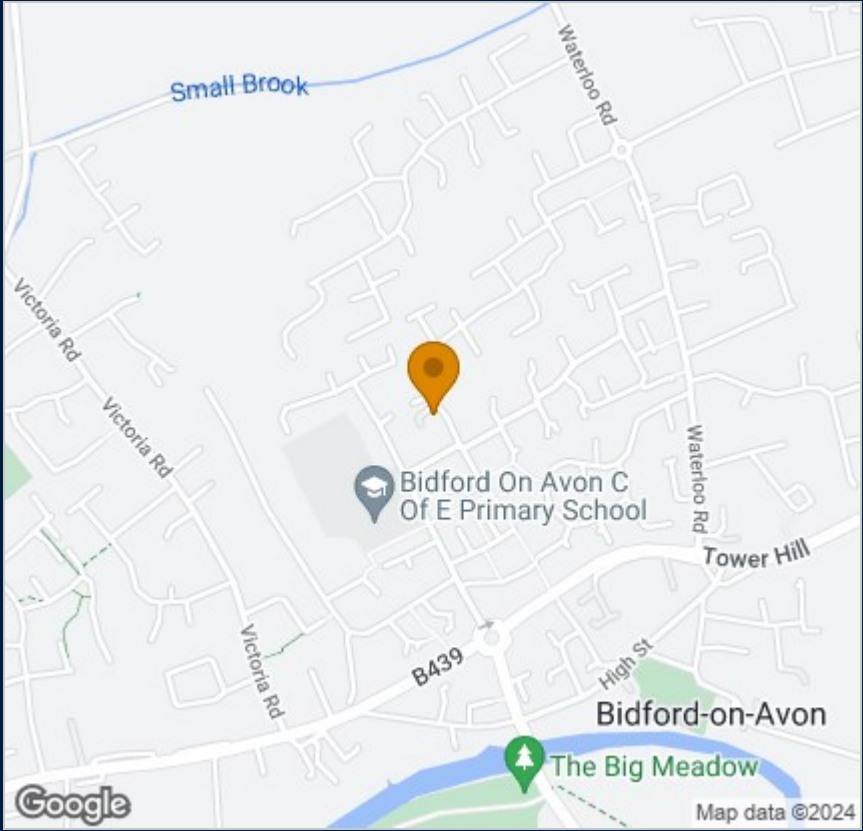 Waterloo Rd
Small Brook
Victoria Rd
Victoria Rd
Waterloo Rd
Bidford On Avon C
Of E Primary School
Tower Hill
Victoria Rd
B439
High St
Bidford-on-Avon
The Big Meadow
Google
Map data ©2024